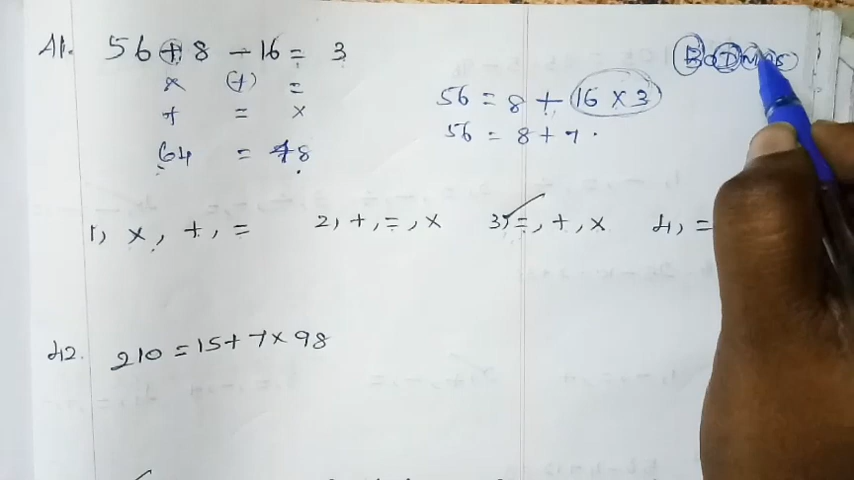 41. 56 + 8 - 16 = 3
BODMAS
× (+) =
+ = ×
64 = 48
56 = 8 + 16 × 3
56 = 8 + 7.
1, ×, +, = 2, +, =, × 3, =, +, × 4, =
42. 210 = 15 + 7 × 98